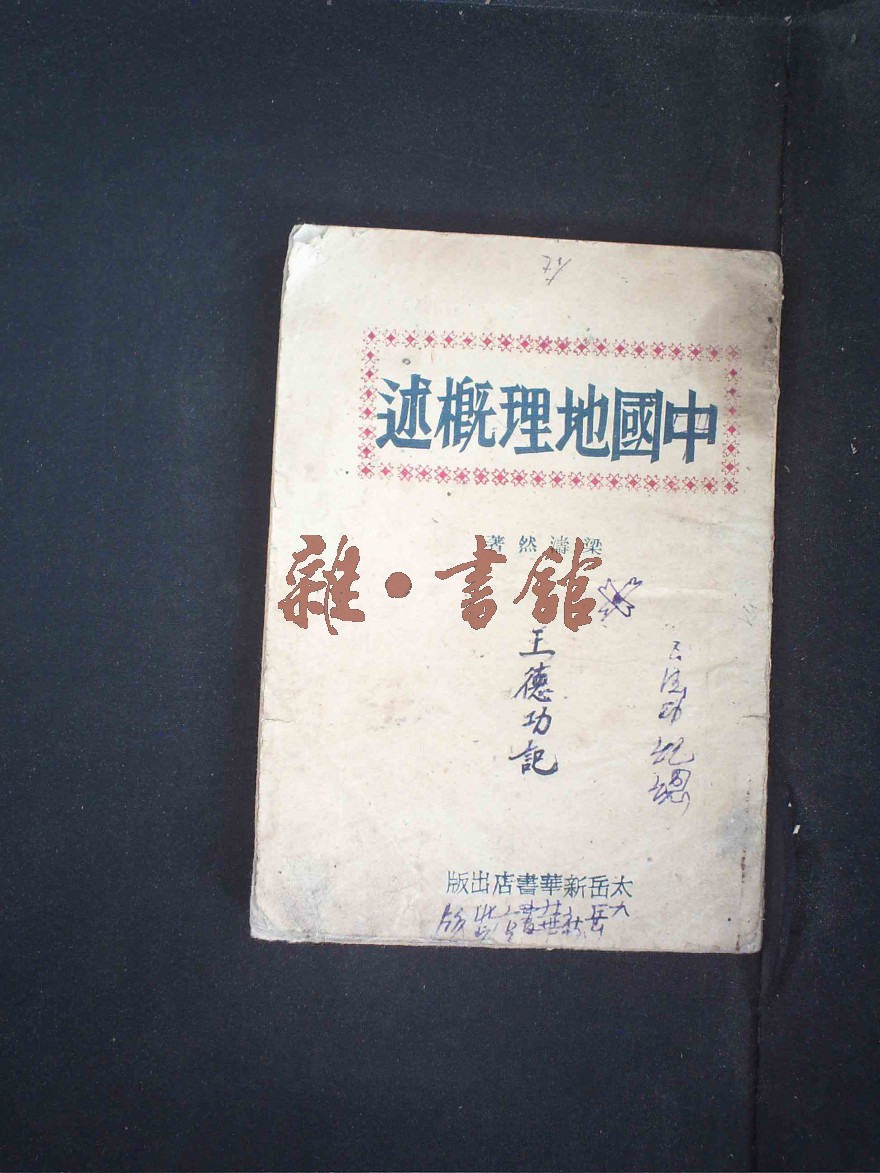 中國地理概述
梁濤然著
雜·書館
王德功記
太岳新華書店出版